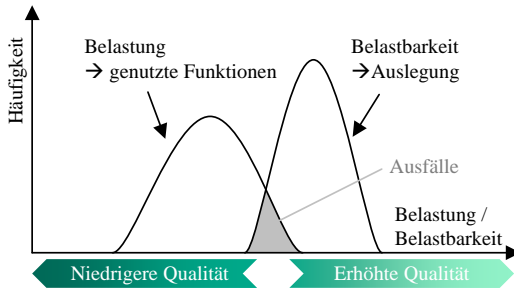 Häufigkeit
Belastung
→ genutzte Funktionen
Belastbarkeit
→Auslegung
Ausfälle
Belastung /
Belastbarkeit
Niedrigere Qualität
Erhöhte Qualität